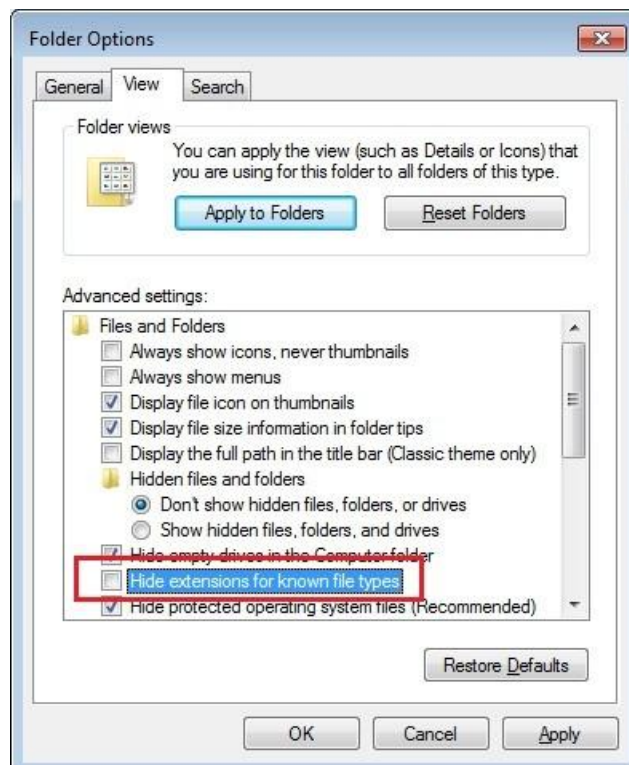 Folder Options
General
View
Search
Folder views
You can apply the view (such as Details or Icons) that
you are using for this folder to all folders of this type.
Apply to Folders
Reset Folders
Advanced settings:
Files and Folders
Always show icons, never thumbnails
Always show menus
Display file icon on thumbnails
Display file size information in folder tips
Display the full path in the title bar (Classic theme only)
Hidden files and folders
Don't show hidden files, folders, or drives
Show hidden files, folders, and drives
Hide empty drives in the Computer folder
Hide extensions for known file types
Hide protected operating system files (Recommended)
Restore Defaults
OK
Cancel
Apply